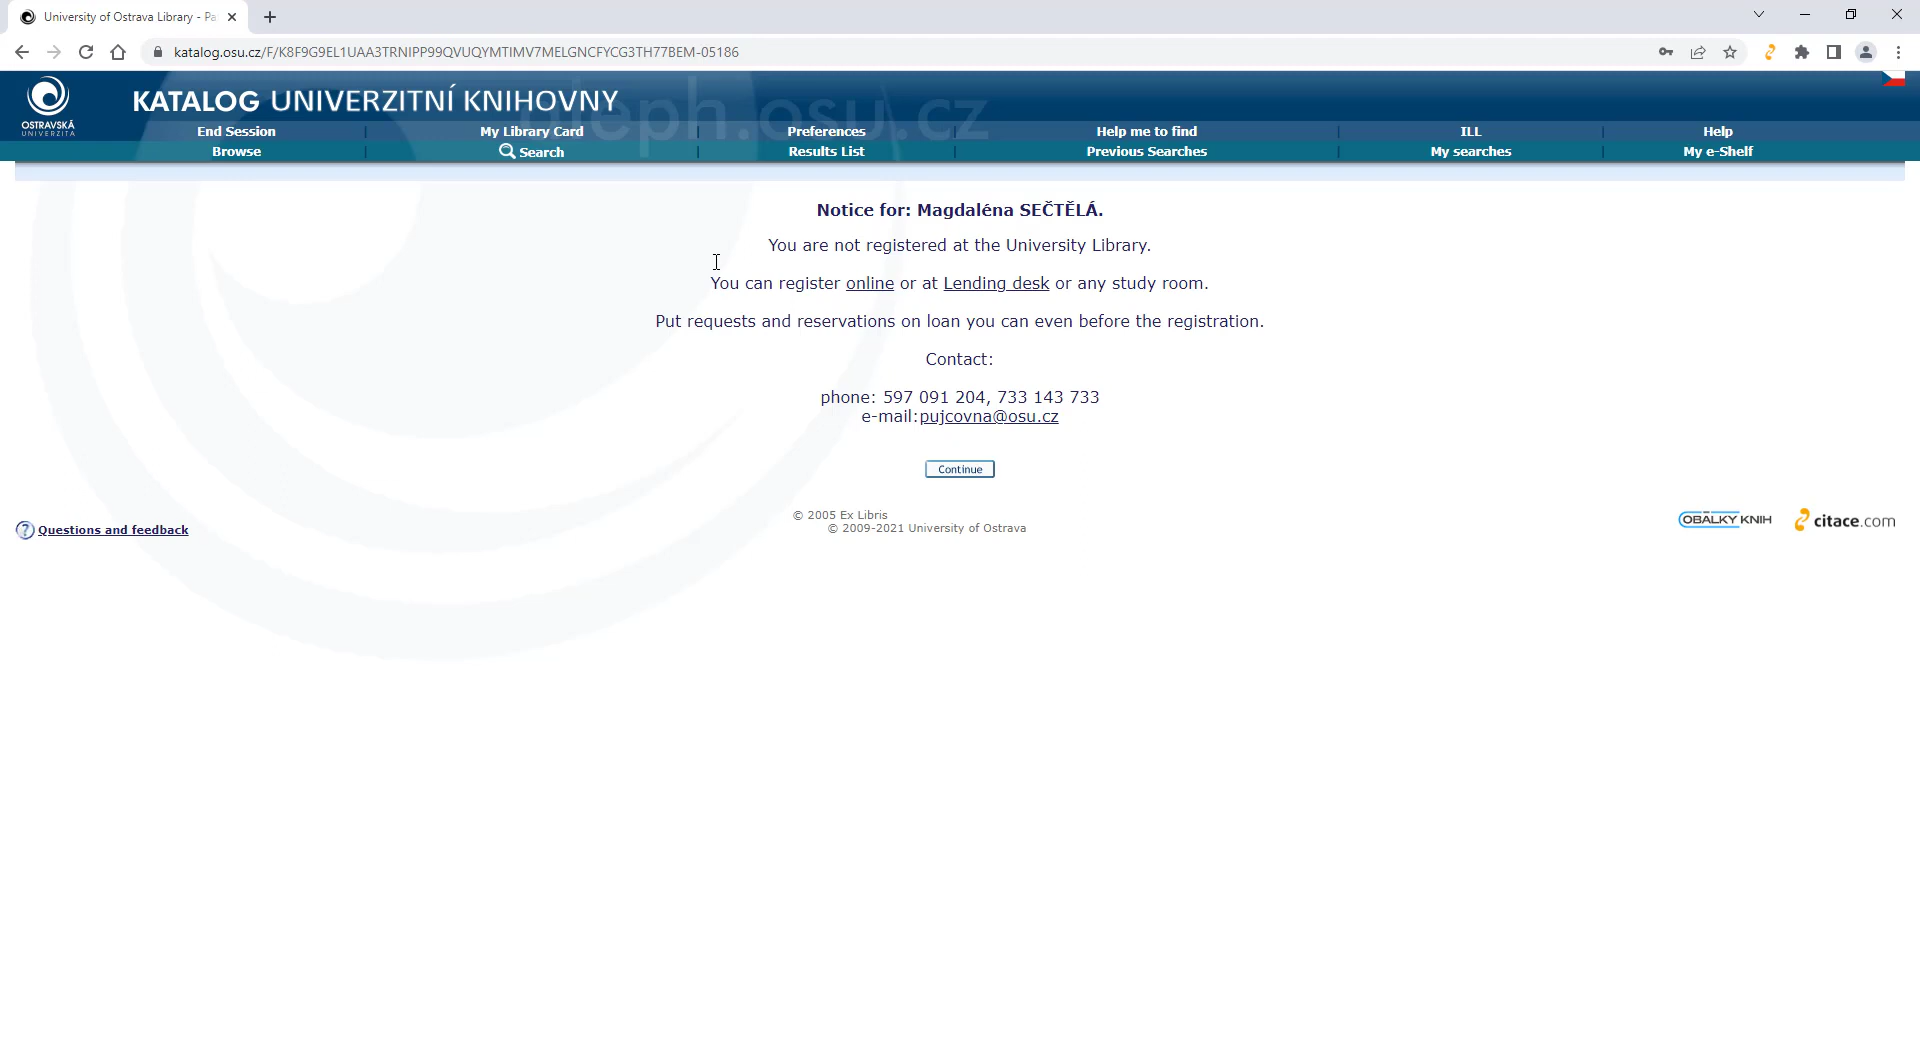 University of Ostrava Library - Pa
katalog.osu.cz/F/K8F9G9EL1UAA3TRNIPP99QVUQYMTIMV7MELGNCFYCG3TH77BEM-05186
OSTRAVSKÁ
UNIVERZITA
KATALOG UNIVERZITNÍ KNIHOVNY
aleph.osu.cz
End Session
My Library Card
Preferences
Help me to find
ILL
Help
Browse
Search
Results List
Previous Searches
My searches
My e-Shelf
Notice for: Magdaléna SEČTĚLÁ.
You are not registered at the University Library.
You can register online or at Lending desk or any study room.
Put requests and reservations on loan you can even before the registration.
Contact:
phone: 597 091 204, 733 143 733
e-mail:pujcovna@osu.cz
Continue
© 2005 Ex Libris
© 2009-2021 University of Ostrava
Questions and feedback
OBÁLKY KNIH
citace.com